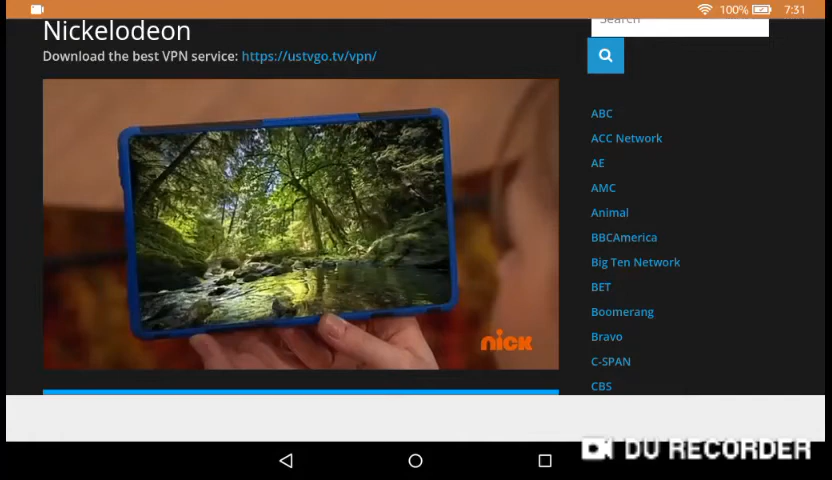 100% 7:31
Nickelodeon
Search
Download the best VPN service: https://ustvgo.tv/vpn/
ABC
ACC Network
AE
AMC
Animal
BBCAmerica
Big Ten Network
BET
Boomerang
Bravo
C-SPAN
CBS
nick
DU RECORDER